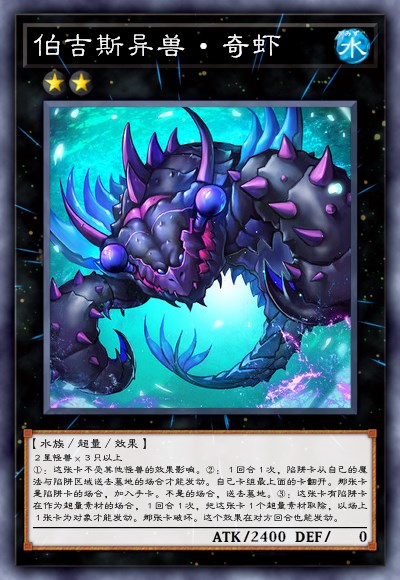 伯吉斯异兽·奇虾
水
【水族／超量／效果】
2星怪兽×3只以上
①：这张卡不受其他怪兽的效果影响。②：1回合1次，陷阱卡从自己的魔
法与陷阱区域送去墓地的场合才能发动。自己卡组最上面的卡翻开。那张卡
是陷阱卡的场合，加入手卡。不是的场合，送去墓地。③：这张卡有陷阱卡
在作为超量素材的场合，1回合1次，把这张卡1个超量素材取除，以场上
1张卡为对象才能发动。那张卡破坏。这个效果在对方回合也能发动。
ATK/2400 DEF/ 0